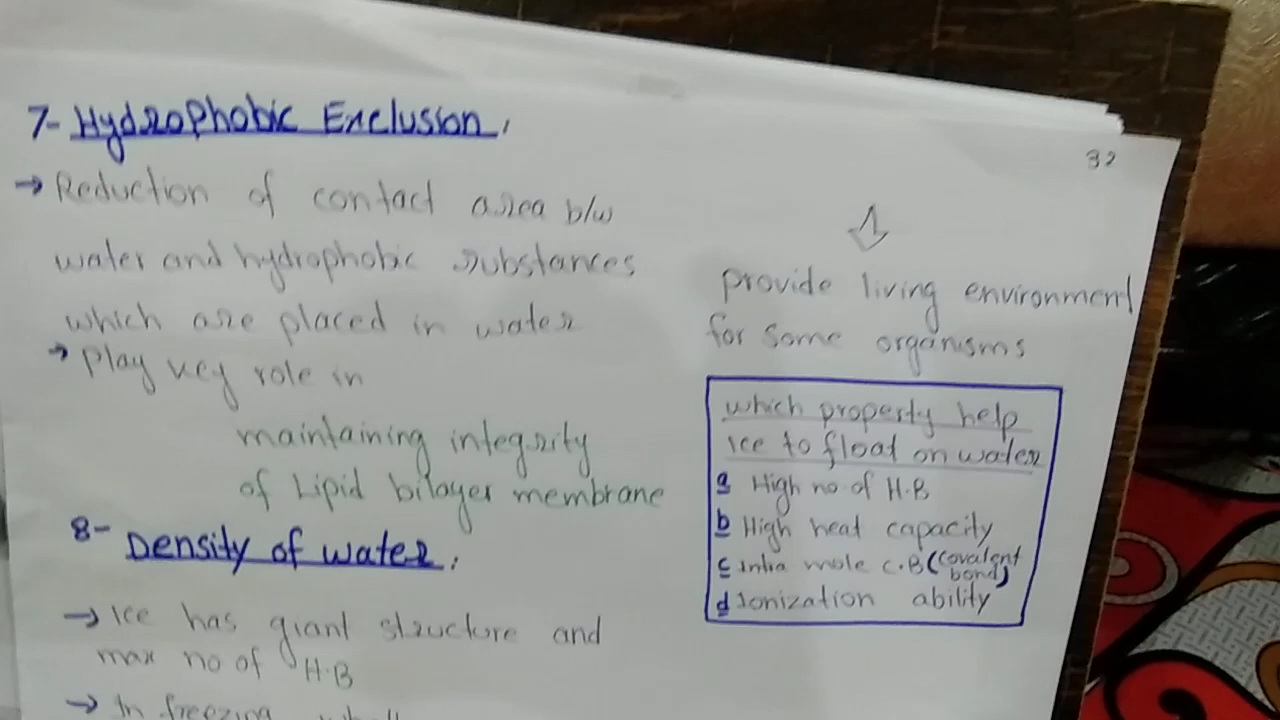 7- Hydrophobic Exclusion.
→ Reduction of contact area b/w
water and hydrophobic substances
which are placed in water
→ Play key role in
maintaining integrity
of Lipid bilayer membrane
8- Density of water:
→ Ice has giant structure and
max no of H.B
→ In freezing
32
⇩
provide living environment
for some organisms
which property help
ice to float on water
a High no. of H.B
b High heat capacity
c intra mole C.B (covalent
bond)
d Ionization ability